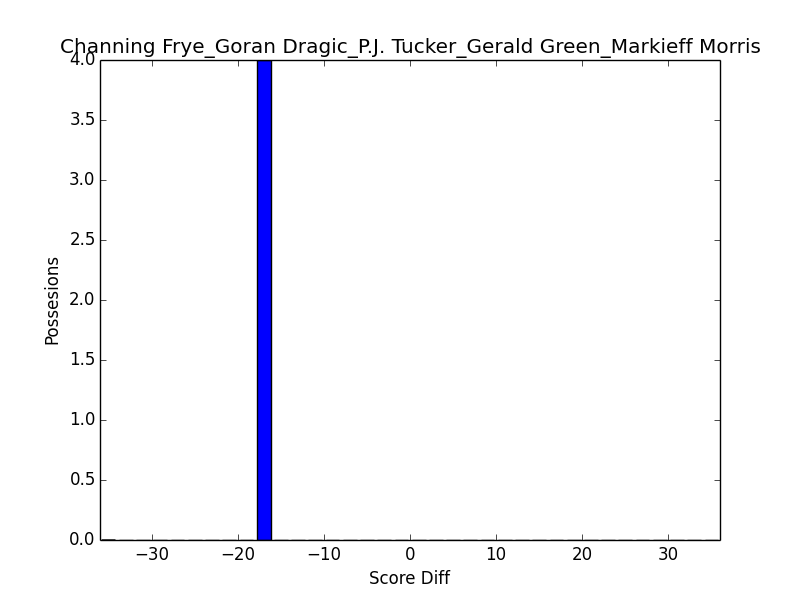 Channing Frye_Goran Dragic_P.J. Tucker_Gerald Green_Markieff Morris
4.0
3.5
3.0
2.5
2.0
1.5
1.0
0.5
0.0
Possesions
−30 −20 −10 0 10 20 30
Score Diff